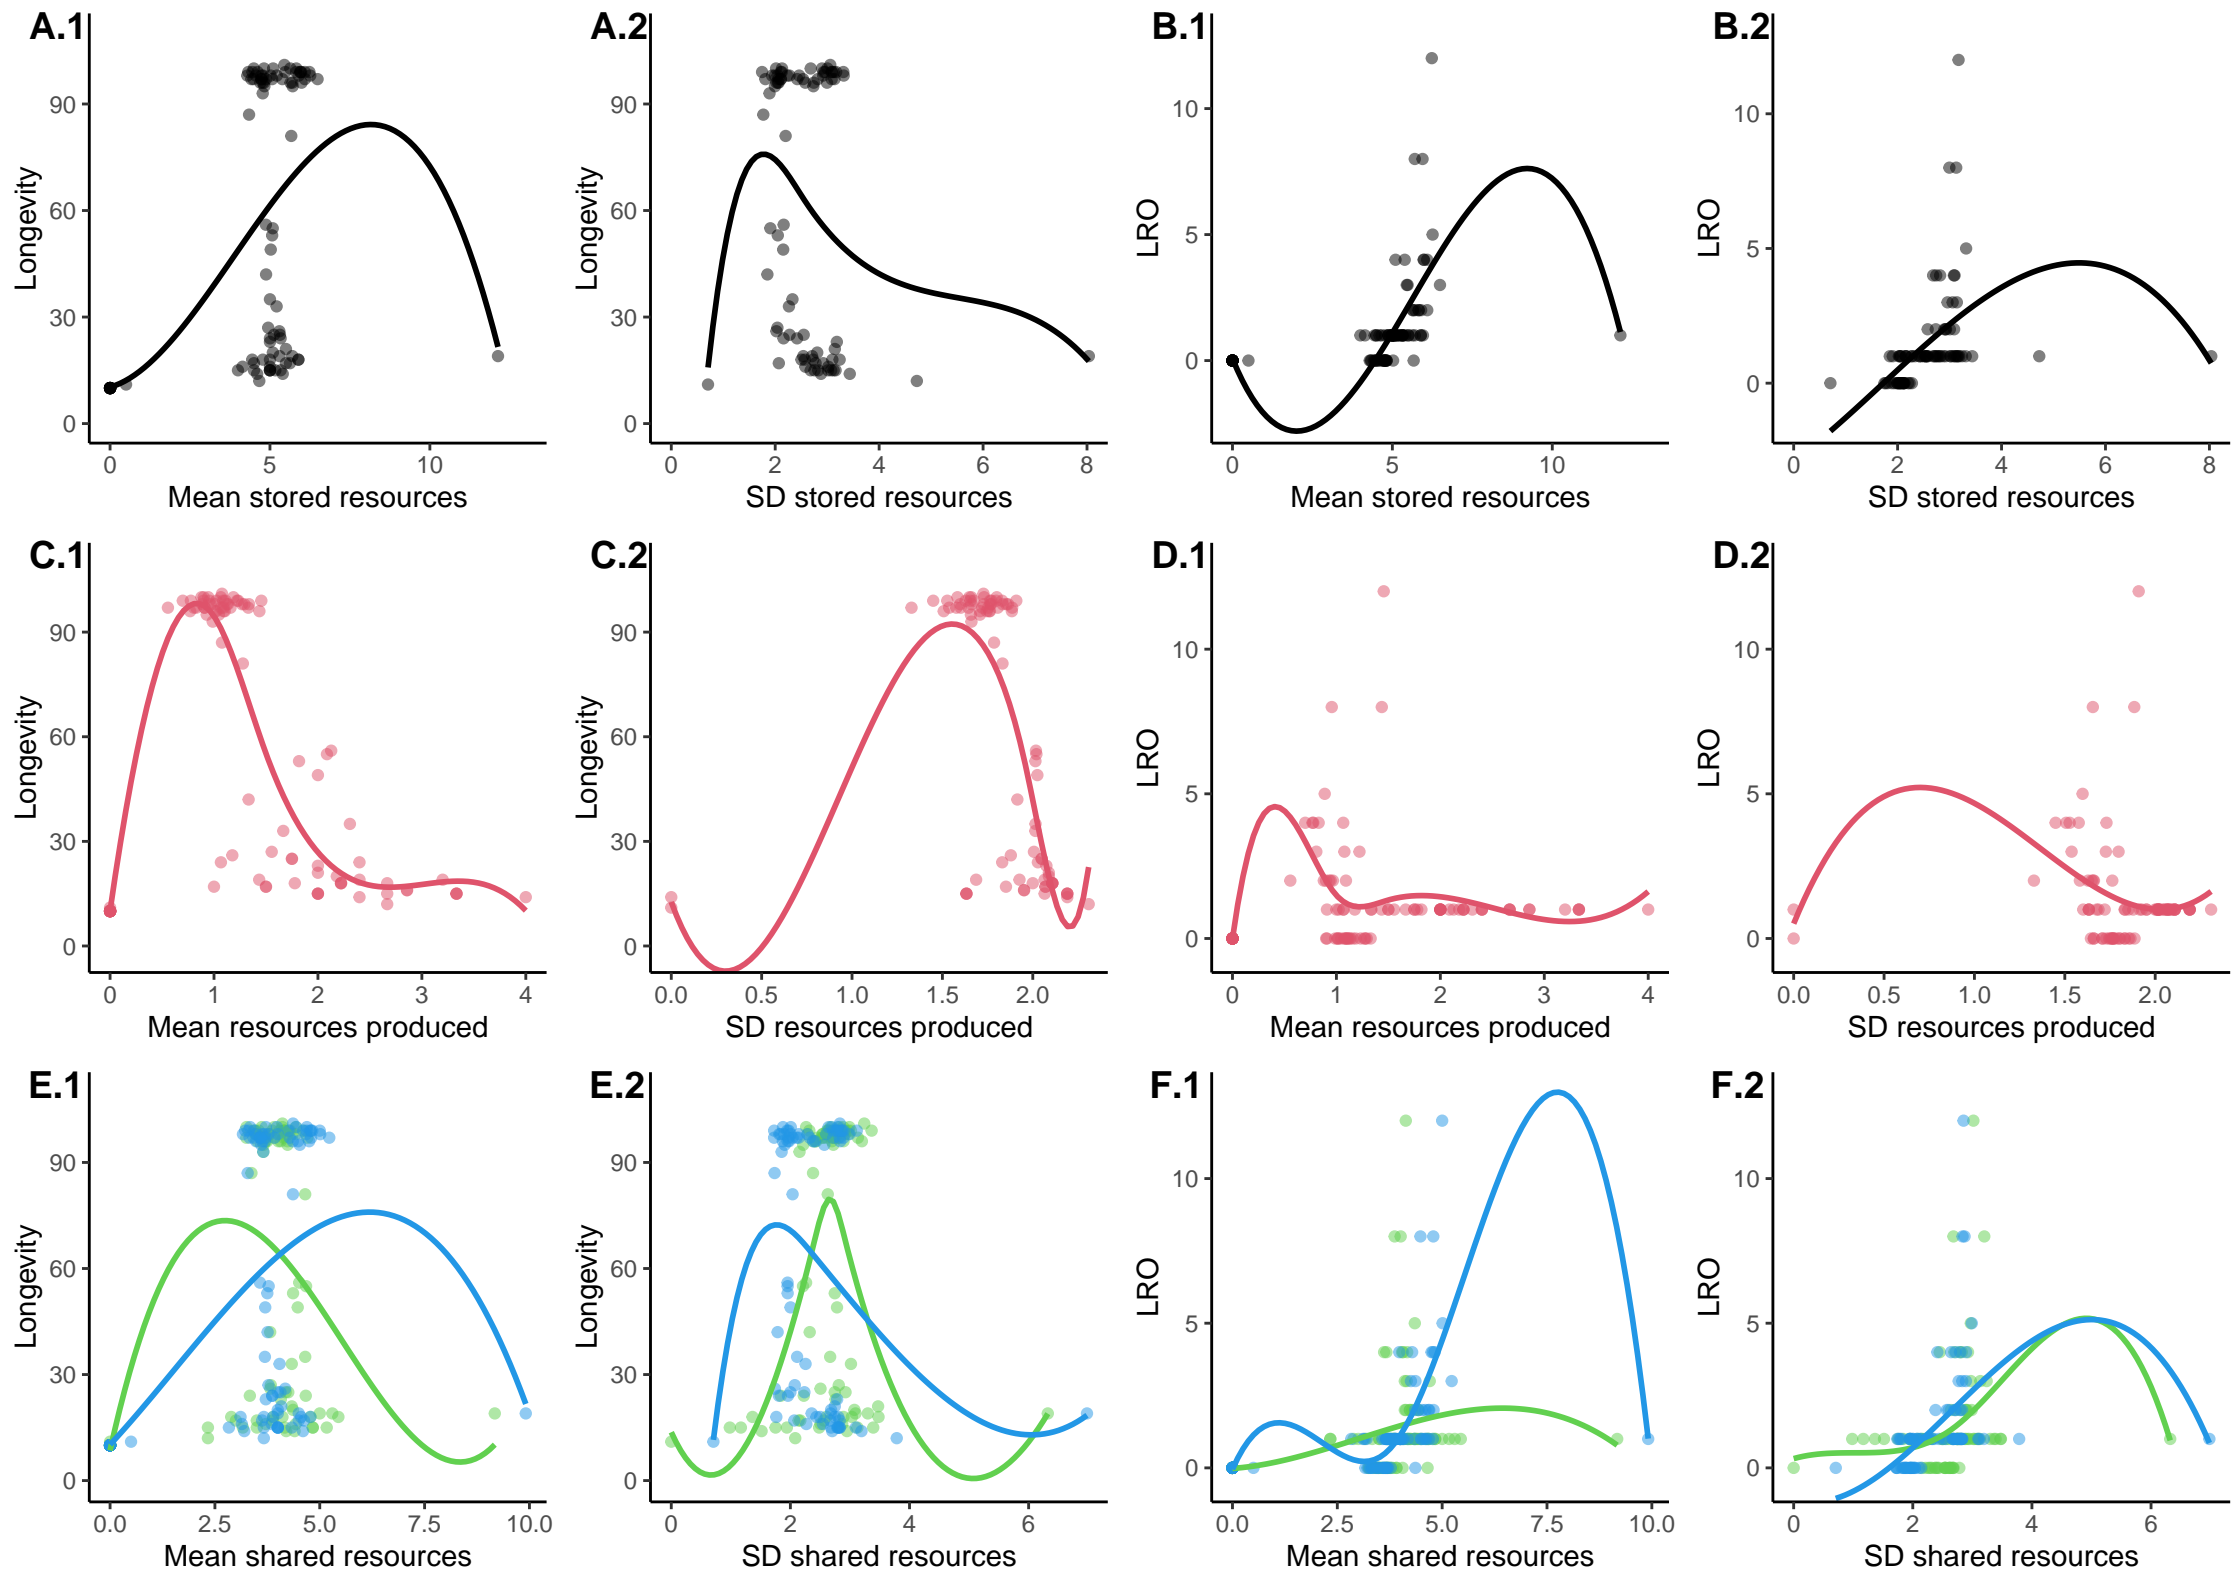 A.1
Longevity
90
60
30
0
0 5 10
Mean stored resources
A.2
Longevity
90
60
30
0
0 2 4 6 8
SD stored resources
B.1
LRO
10
5
0
0 5 10
Mean stored resources
B.2
LRO
10
5
0
0 2 4 6 8
SD stored resources
C.1
Longevity
90
60
30
0
0 1 2 3 4
Mean resources produced
C.2
Longevity
90
60
30
0
0.0 0.5 1.0 1.5 2.0
SD resources produced
D.1
LRO
10
5
0
0 1 2 3 4
Mean resources produced
D.2
LRO
10
5
0
0.0 0.5 1.0 1.5 2.0
SD resources produced
E.1
Longevity
90
60
30
0
0.0 2.5 5.0 7.5 10.0
Mean shared resources
E.2
Longevity
90
60
30
0
0 2 4 6
SD shared resources
F.1
LRO
10
5
0
0.0 2.5 5.0 7.5 10.0
Mean shared resources
F.2
LRO
10
5
0
0 2 4 6
SD shared resources